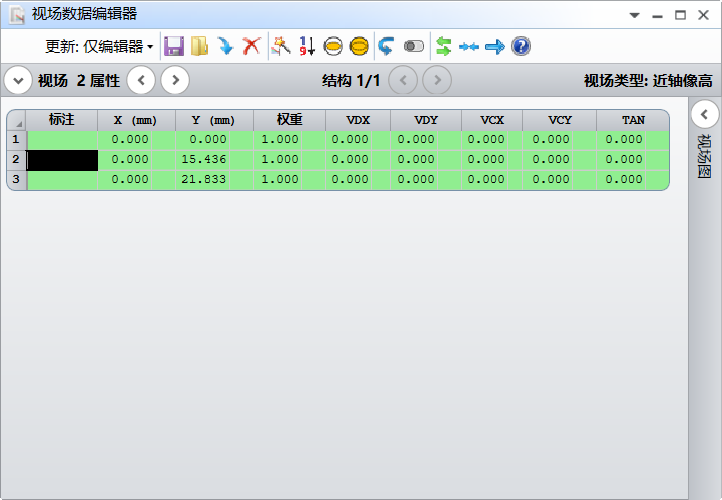 视场数据编辑器
更新: 仅编辑器
视场 2 属性 结构 1/1 视场类型: 近轴像高
标注 X (mm) Y (mm) 权重 VDX VDY VCX VCY TAN
1 0.000 0.000 1.000 0.000 0.000 0.000 0.000 0.000
2 0.000 15.436 1.000 0.000 0.000 0.000 0.000 0.000
3 0.000 21.833 1.000 0.000 0.000 0.000 0.000 0.000
视场图